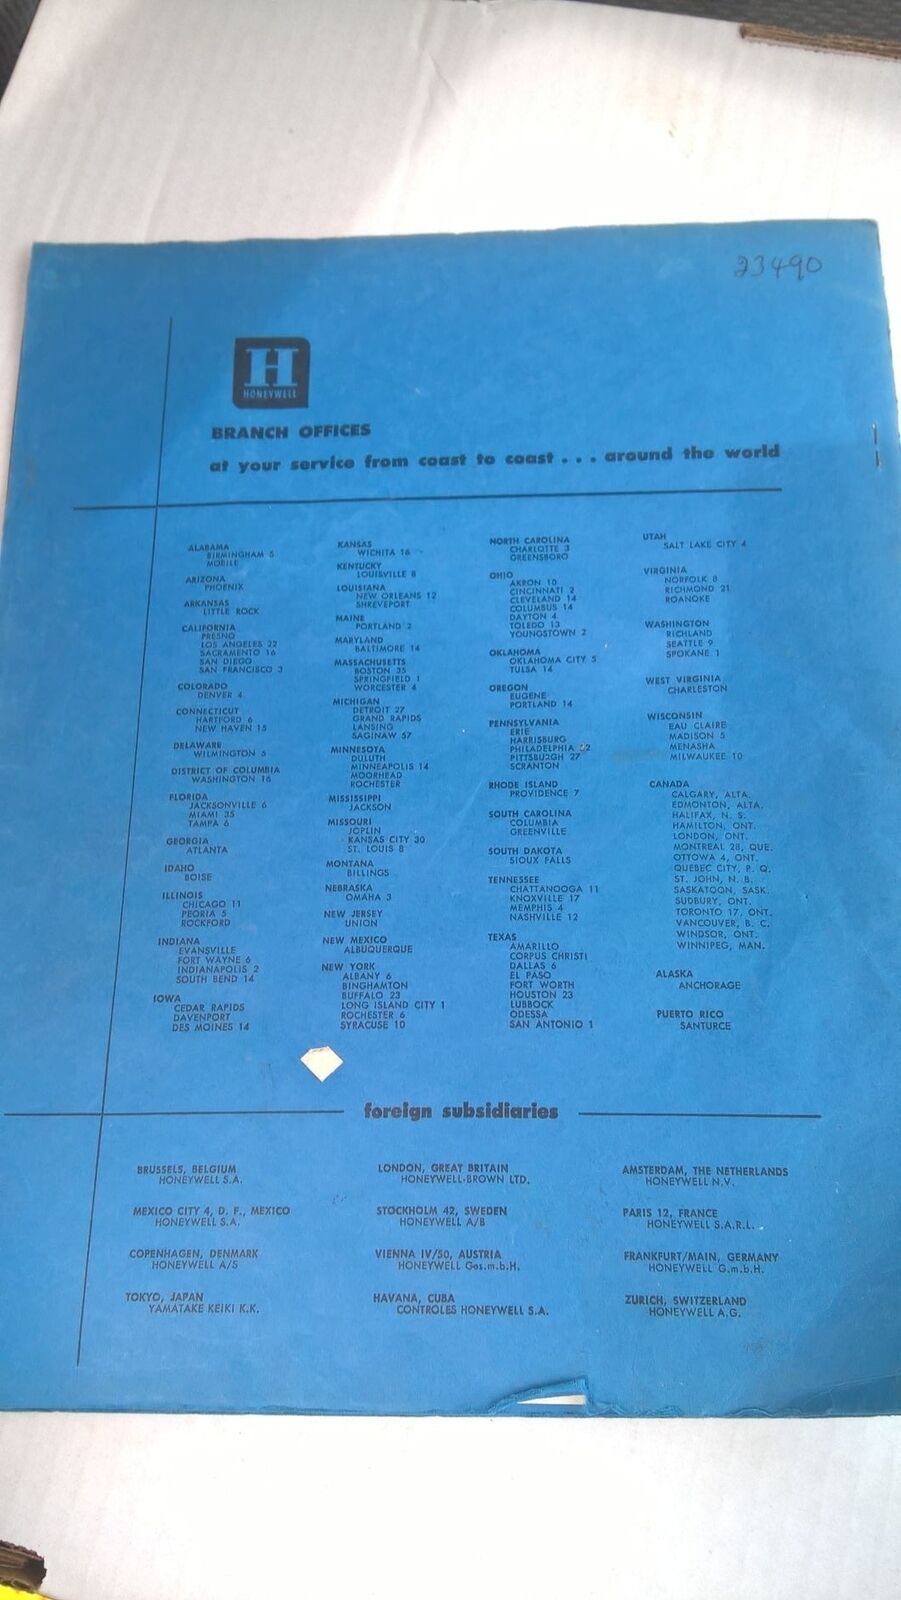 23490
H
HONEYWELL
BRANCH OFFICES
at your service from coast to coast . . . around the world
ALABAMA
BIRMINGHAM 5
MOBILE
ARIZONA
PHOENIX
ARKANSAS
LITTLE ROCK
CALIFORNIA
FRESNO
LOS ANGELES 22
SACRAMENTO 16
SAN DIEGO
SAN FRANCISCO 3
COLORADO
DENVER 4
CONNECTICUT
HARTFORD 6
NEW HAVEN 15
DELAWARE
WILMINGTON 5
DISTRICT OF COLUMBIA
WASHINGTON 16
FLORIDA
JACKSONVILLE 6
MIAMI 35
TAMPA 6
GEORGIA
ATLANTA
IDAHO
BOISE
ILLINOIS
CHICAGO 11
PEORIA 5
ROCKFORD
INDIANA
EVANSVILLE
FORT WAYNE 6
INDIANAPOLIS 2
SOUTH BEND 14
IOWA
CEDAR RAPIDS
DAVENPORT
DES MOINES 14
KANSAS
WICHITA 16
KENTUCKY
LOUISVILLE 8
LOUISIANA
NEW ORLEANS 12
SHREVEPORT
MAINE
PORTLAND 2
MARYLAND
BALTIMORE 14
MASSACHUSETTS
BOSTON 35
SPRINGFIELD 1
WORCESTER 4
MICHIGAN
DETROIT 27
GRAND RAPIDS
LANSING
SAGINAW 57
MINNESOTA
DULUTH
MINNEAPOLIS 14
MOORHEAD
ROCHESTER
MISSISSIPPI
JACKSON
MISSOURI
JOPLIN
KANSAS CITY 30
ST. LOUIS 8
MONTANA
BILLINGS
NEBRASKA
OMAHA 3
NEW JERSEY
UNION
NEW MEXICO
ALBUQUERQUE
NEW YORK
ALBANY 6
BINGHAMTON
BUFFALO 23
LONG ISLAND CITY 1
ROCHESTER 6
SYRACUSE 10
NORTH CAROLINA
CHARLOTTE 3
GREENSBORO
OHIO
AKRON 10
CINCINNATI 2
CLEVELAND 14
COLUMBUS 14
DAYTON 4
TOLEDO 13
YOUNGSTOWN 2
OKLAHOMA
OKLAHOMA CITY 5
TULSA 14
OREGON
EUGENE
PORTLAND 14
PENNSYLVANIA
ERIE
HARRISBURG
PHILADELPHIA
PITTSBURGH 27
SCRANTON
RHODE ISLAND
PROVIDENCE 7
SOUTH CAROLINA
COLUMBIA
GREENVILLE
SOUTH DAKOTA
SIOUX FALLS
TENNESSEE
CHATTANOOGA 11
KNOXVILLE 17
MEMPHIS 4
NASHVILLE 12
TEXAS
AMARILLO
CORPUS CHRISTI
DALLAS 6
EL PASO
FORT WORTH
HOUSTON 23
LUBBOCK
ODESSA
SAN ANTONIO 1
UTAH
SALT LAKE CITY 4
VIRGINIA
NORFOLK 8
RICHMOND 21
ROANOKE
WASHINGTON
RICHLAND
SEATTLE 9
SPOKANE 1
WEST VIRGINIA
CHARLESTON
WISCONSIN
EAU CLAIRE
MADISON 5
MENASHA
MILWAUKEE 10
CANADA
CALGARY, ALTA.
EDMONTON, ALTA.
HALIFAX, N. S.
HAMILTON, ONT.
LONDON, ONT.
MONTREAL 28, QUE.
OTTOWA 4, ONT.
QUEBEC CITY, P. Q.
ST. JOHN, N. B.
SASKATOON, SASK.
SUDBURY, ONT.
TORONTO 17, ONT.
VANCOUVER, B. C.
WINDSOR, ONT.
WINNIPEG, MAN.
ALASKA
ANCHORAGE
PUERTO RICO
SANTURCE
foreign subsidiaries
BRUSSELS, BELGIUM
HONEYWELL S.A.
MEXICO CITY 4, D. F., MEXICO
HONEYWELL S.A.
COPENHAGEN, DENMARK
HONEYWELL A/S
TOKYO, JAPAN
YAMATAKE KEIKI K.K.
LONDON, GREAT BRITAIN
HONEYWELL-BROWN LTD.
STOCKHOLM 42, SWEDEN
HONEYWELL A/B
VIENNA IV/50, AUSTRIA
HONEYWELL Ges.m.b.H.
HAVANA, CUBA
CONTROLES HONEYWELL S.A.
AMSTERDAM, THE NETHERLANDS
HONEYWELL N.V.
PARIS 12, FRANCE
HONEYWELL S.A.R.L.
FRANKFURT/MAIN, GERMANY
HONEYWELL G.m.b.H.
ZURICH, SWITZERLAND
HONEYWELL A.G.